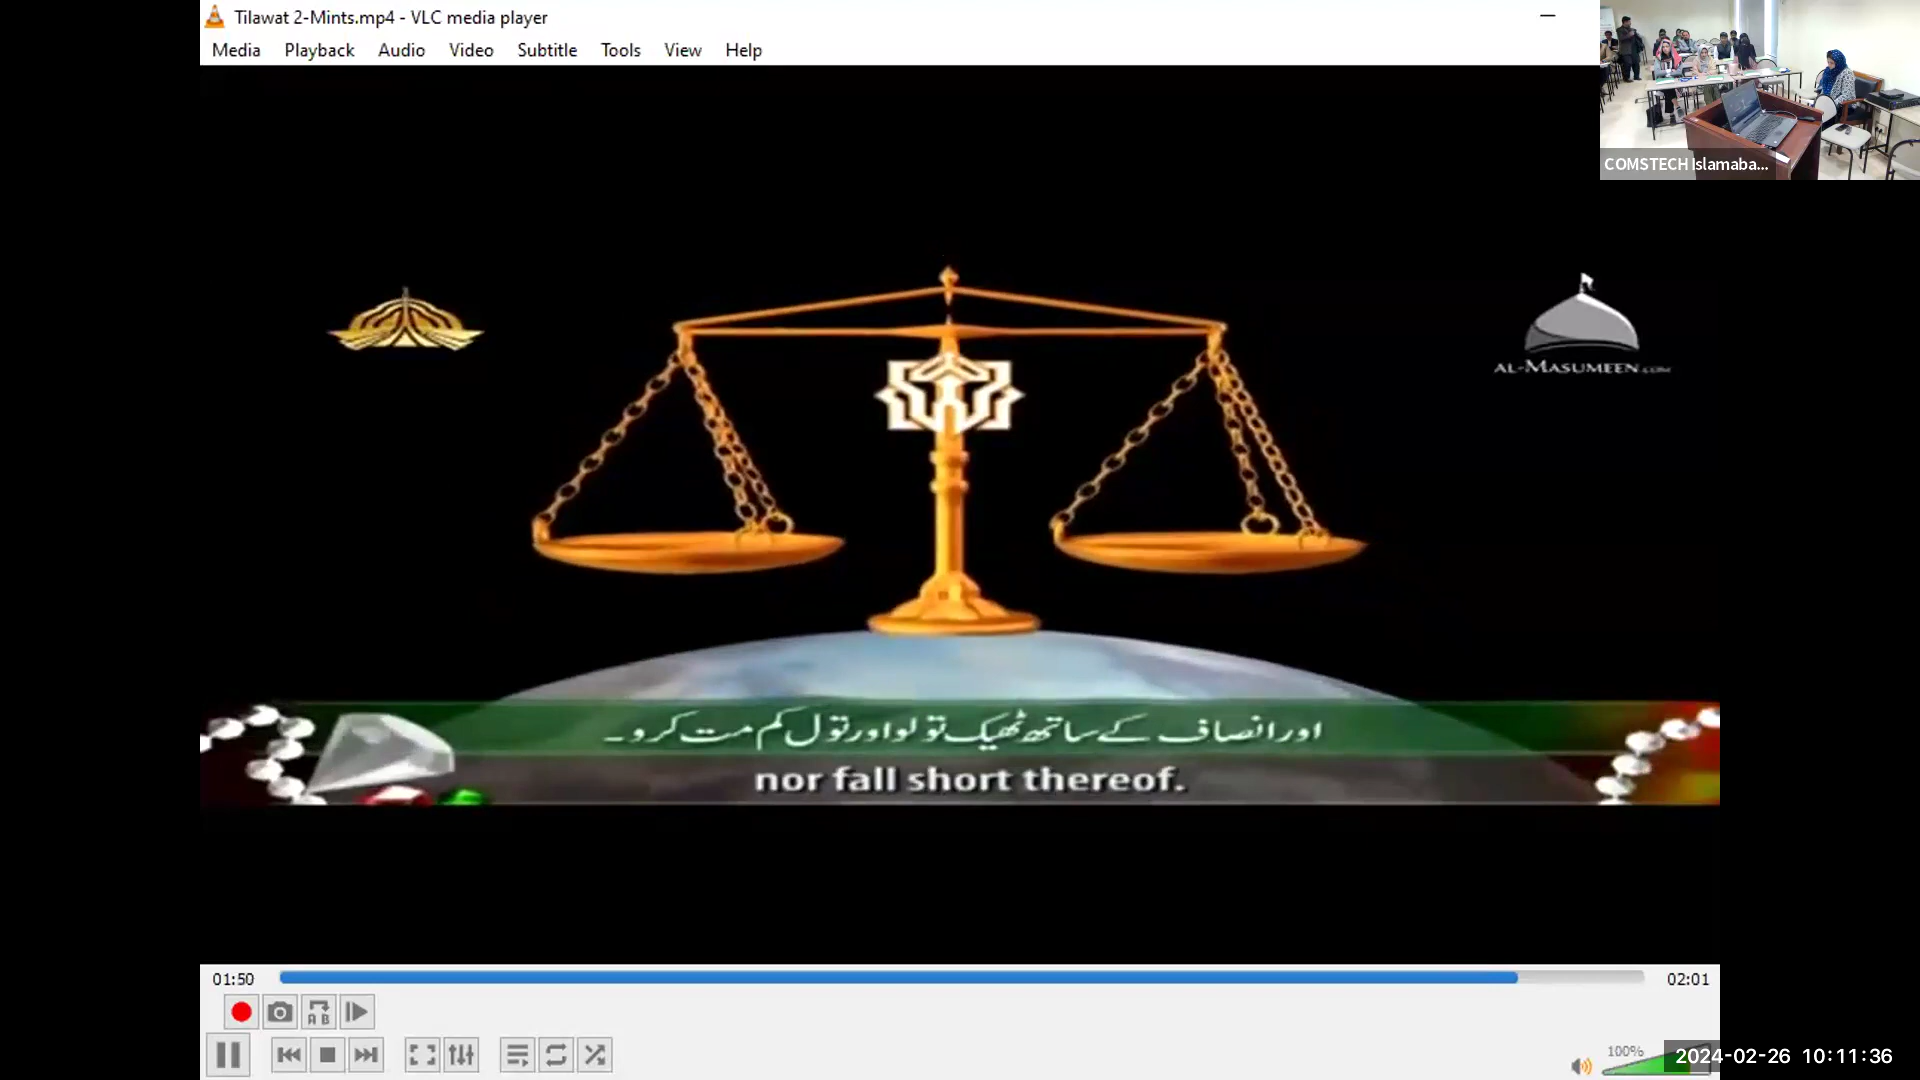 Tilawat 2-Mints.mp4 - VLC media player
Media Playback Audio Video Subtitle Tools View Help
COMSTECH Islamaba...
AL-MASUMEEN.COM
اور انصاف کے ساتھ ٹھیک تولو اور تول کم مت کرو۔
nor fall short thereof.
01:50
02:01
A B
100%
2024-02-26 10:11:36